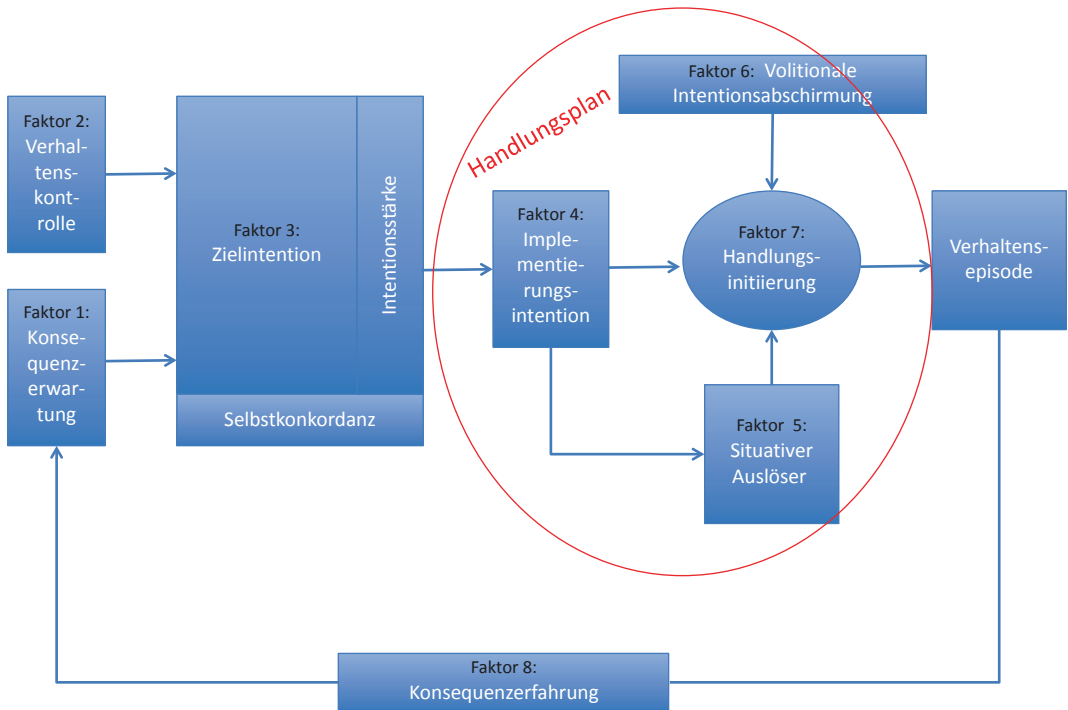 Faktor 2:
Verhal-
tens-
kont-
rolle
Faktor 1:
Konse-
quenz-
erwar-
tung
Faktor 3:
Zielintention
Intentionsstärke
Selbstkonkordanz
Handlungsplan
Faktor 4:
Imple-
mentie-
rungs-
intention
Faktor 6: Volitionale
Intentionsabschirmung
Faktor 7:
Handlungs-
initiierung
Faktor 5:
Situativer
Auslöser
Verhaltens-
episode
Faktor 8:
Konsequenzerfahrung